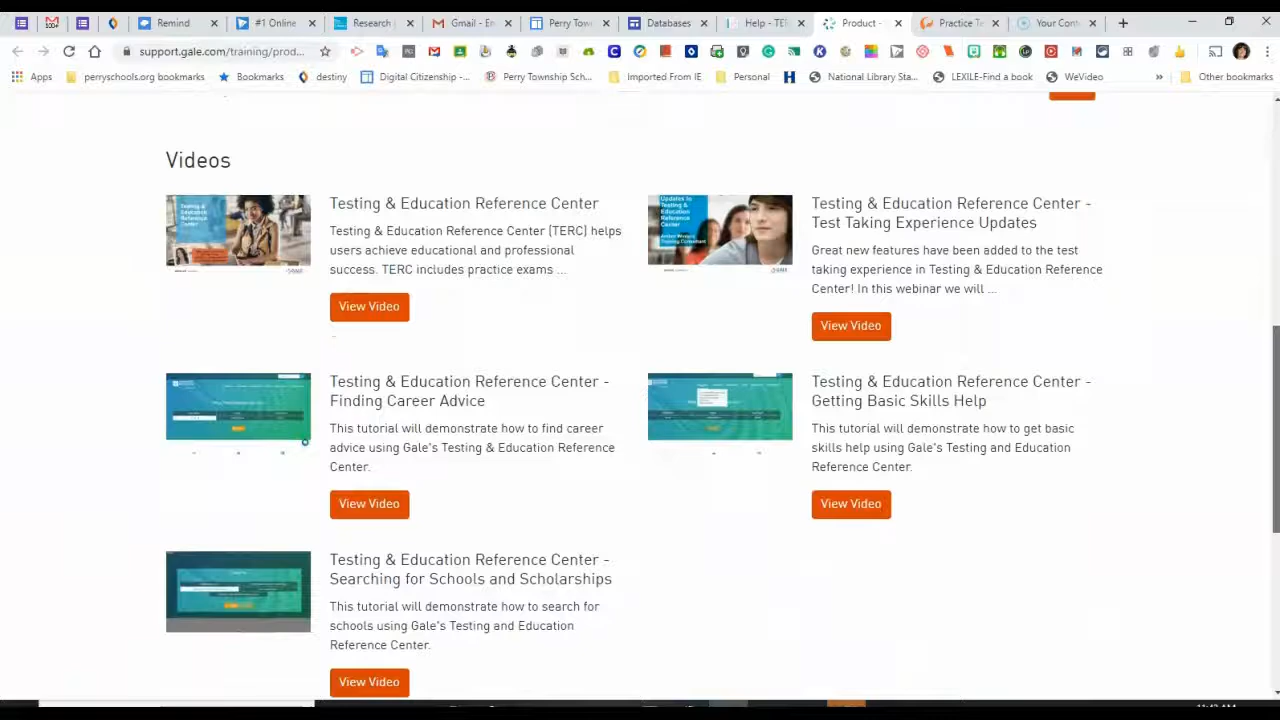 Remind
#1 Online
Research
Gmail - En
Perry Tow
Databases
Help - TE
Product -
Practice Te
Your Con
support.gale.com/training/prod...
Apps
perryschools.org bookmarks
Bookmarks
destiny
Digital Citizenship -...
Perry Township Sch...
Imported From IE
Personal
National Library Sta...
LEXILE-Find a book
WeVideo
»
Other bookmarks
Videos
Testing & Education Reference Center
Testing & Education Reference Center (TERC) helps
users achieve educational and professional
success. TERC includes practice exams ...
View Video
Testing & Education Reference Center -
Test Taking Experience Updates
Great new features have been added to the test
taking experience in Testing & Education Reference
Center! In this webinar we will ...
View Video
Testing & Education Reference Center -
Finding Career Advice
This tutorial will demonstrate how to find career
advice using Gale's Testing & Education Reference
Center.
View Video
Testing & Education Reference Center -
Getting Basic Skills Help
This tutorial will demonstrate how to get basic
skills help using Gale's Testing and Education
Reference Center.
View Video
Testing & Education Reference Center -
Searching for Schools and Scholarships
This tutorial will demonstrate how to search for
schools using Gale's Testing and Education
Reference Center.
View Video